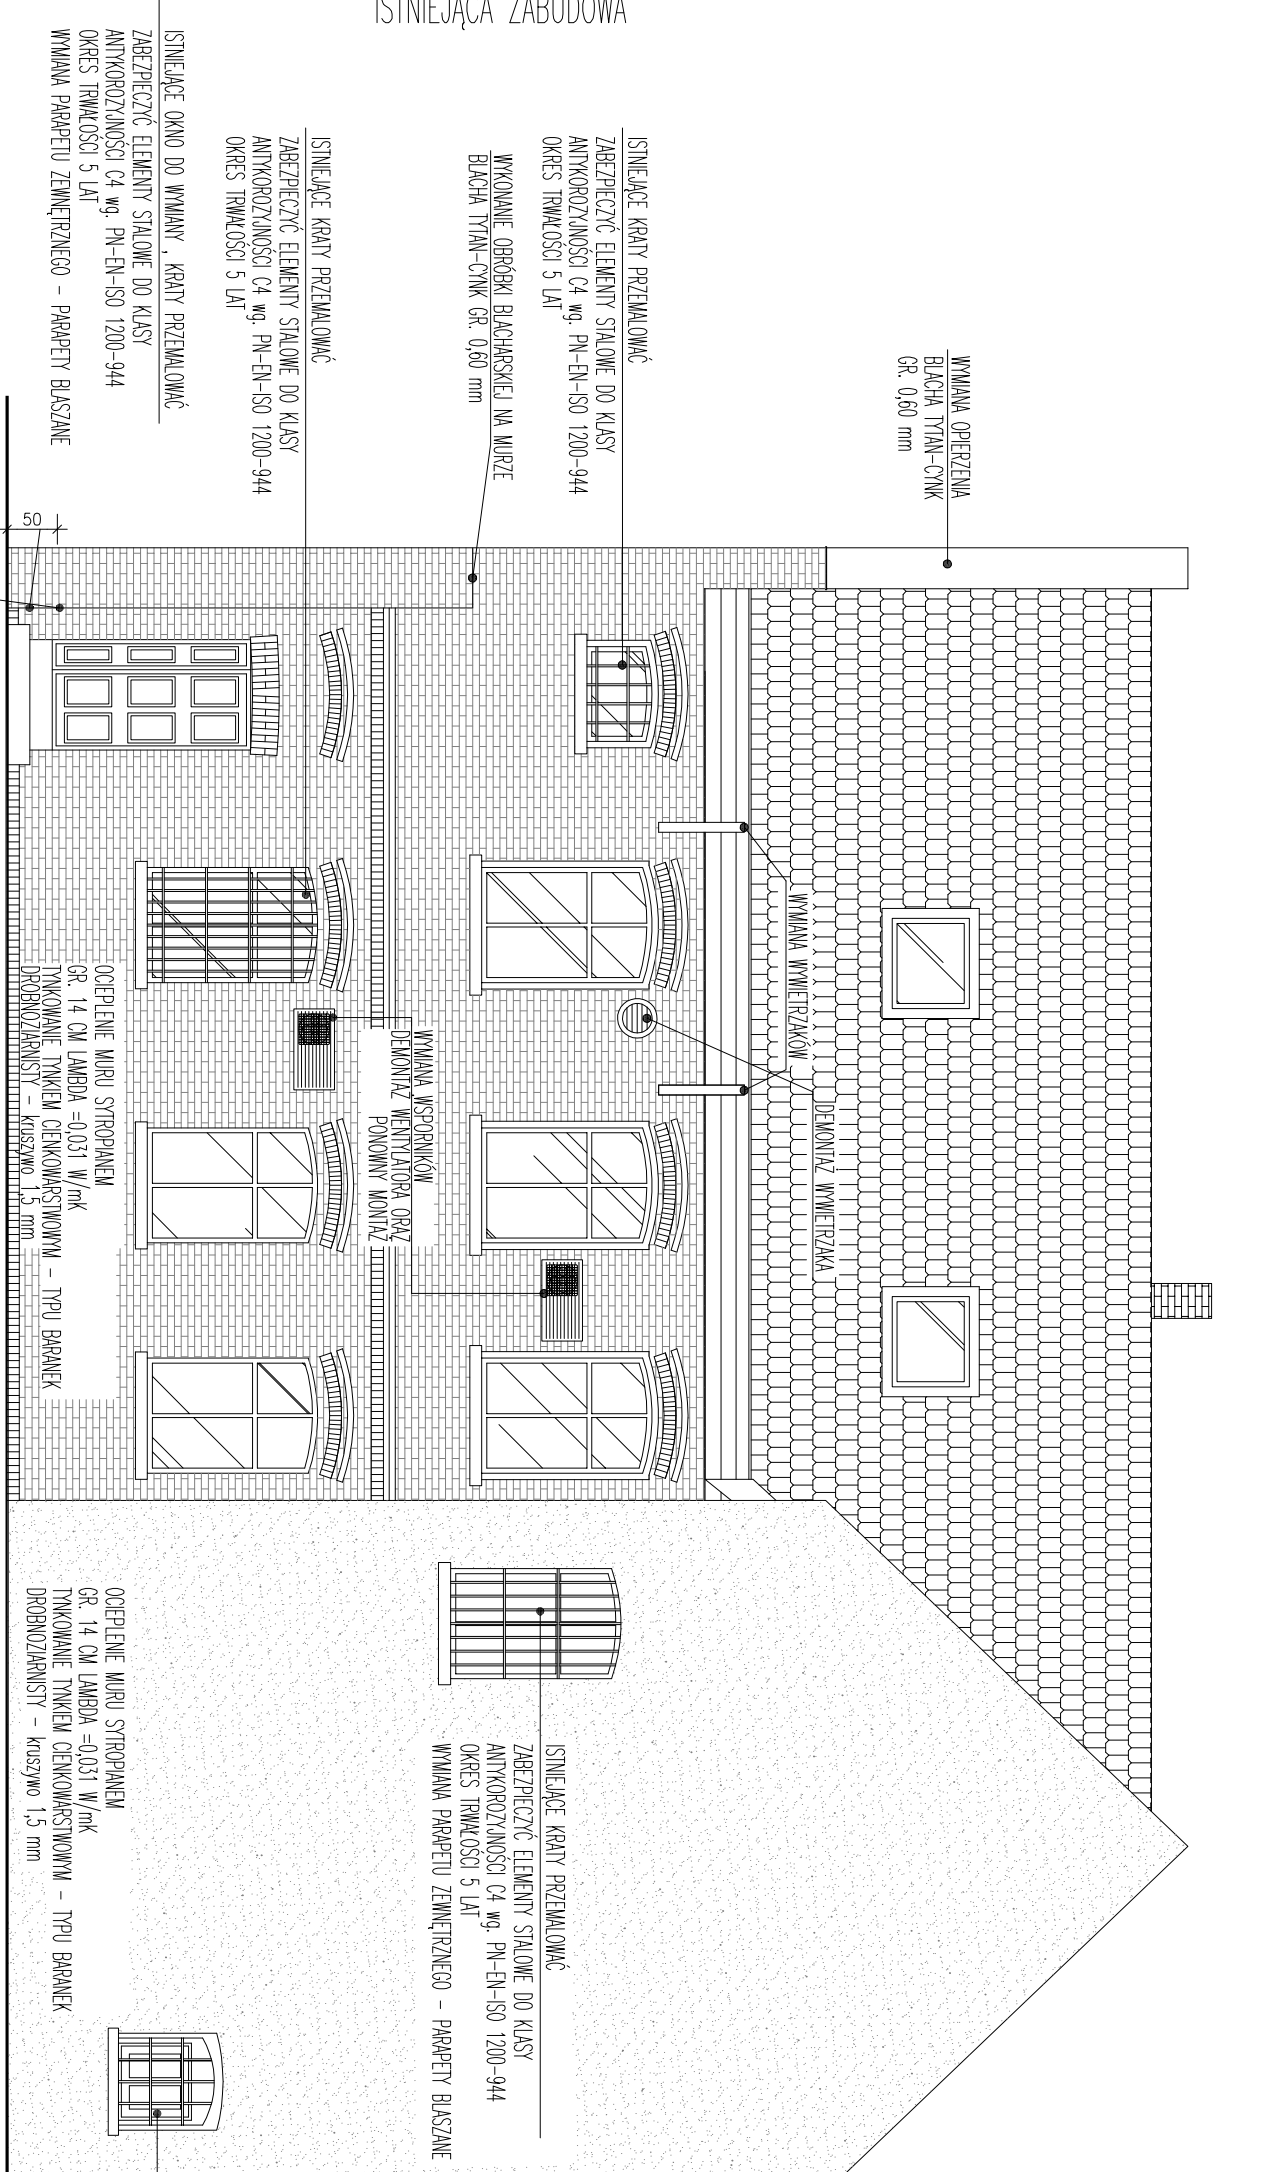 ISTNIEJĄCA ZABUDOWA
WYMIANA OPIERZENIA
BLACHA TYTAN-CYNK
GR. 0,60 mm
ISTNIEJĄCE KRATY PRZEMALOWAĆ
ZABEZPIECZYĆ ELEMENTY STALOWE DO KLASY
ANTYKOROZYJNOŚCI C4 wg. PN-EN-ISO 1200-944
OKRES TRWAŁOŚCI 5 LAT
WYKONANIE OBRÓBKI BLACHARSKIEJ NA MURZE
BLACHA TYTAN-CYNK GR. 0,60 mm
ISTNIEJĄCE KRATY PRZEMALOWAĆ
ZABEZPIECZYĆ ELEMENTY STALOWE DO KLASY
ANTYKOROZYJNOŚCI C4 wg. PN-EN-ISO 1200-944
OKRES TRWAŁOŚCI 5 LAT
ISTNIEJĄCE OKNO DO WYMIANY , KRATY PRZEMALOWAĆ
ZABEZPIECZYĆ ELEMENTY STALOWE DO KLASY
ANTYKOROZYJNOŚCI C4 wg. PN-EN-ISO 1200-944
OKRES TRWAŁOŚCI 5 LAT
WYMIANA PARAPETU ZEWNĘTRZNEGO - PARAPETY BLASZANE
50
DEMONTAŻ WYWIETRZAKA
WYMIANA WYWIETRZAKÓW
WYMIANA WSPORNIKÓW
DEMONTAŻ WENTYLATORA ORAZ
PONOWNY MONTAŻ
OCIEPLENIE MURU SYTROPIANEM
GR. 14 CM LAMBDA =0,031 W/mK
TYNKOWANIE TYNKIEM CIENKOWARSTWOWYM - TYPU BARANEK
DROBNOZIARNISTY - kruszywo 1,5 mm
ISTNIEJĄCE KRATY PRZEMALOWAĆ
ZABEZPIECZYĆ ELEMENTY STALOWE DO KLASY
ANTYKOROZYJNOŚCI C4 wg. PN-EN-ISO 1200-944
OKRES TRWAŁOŚCI 5 LAT
WYMIANA PARAPETU ZEWNĘTRZNEGO - PARAPETY BLASZANE
OCIEPLENIE MURU SYTROPIANEM
GR. 14 CM LAMBDA =0,031 W/mK
TYNKOWANIE TYNKIEM CIENKOWARSTWOWYM - TYPU BARANEK
DROBNOZIARNISTY - kruszywo 1,5 mm